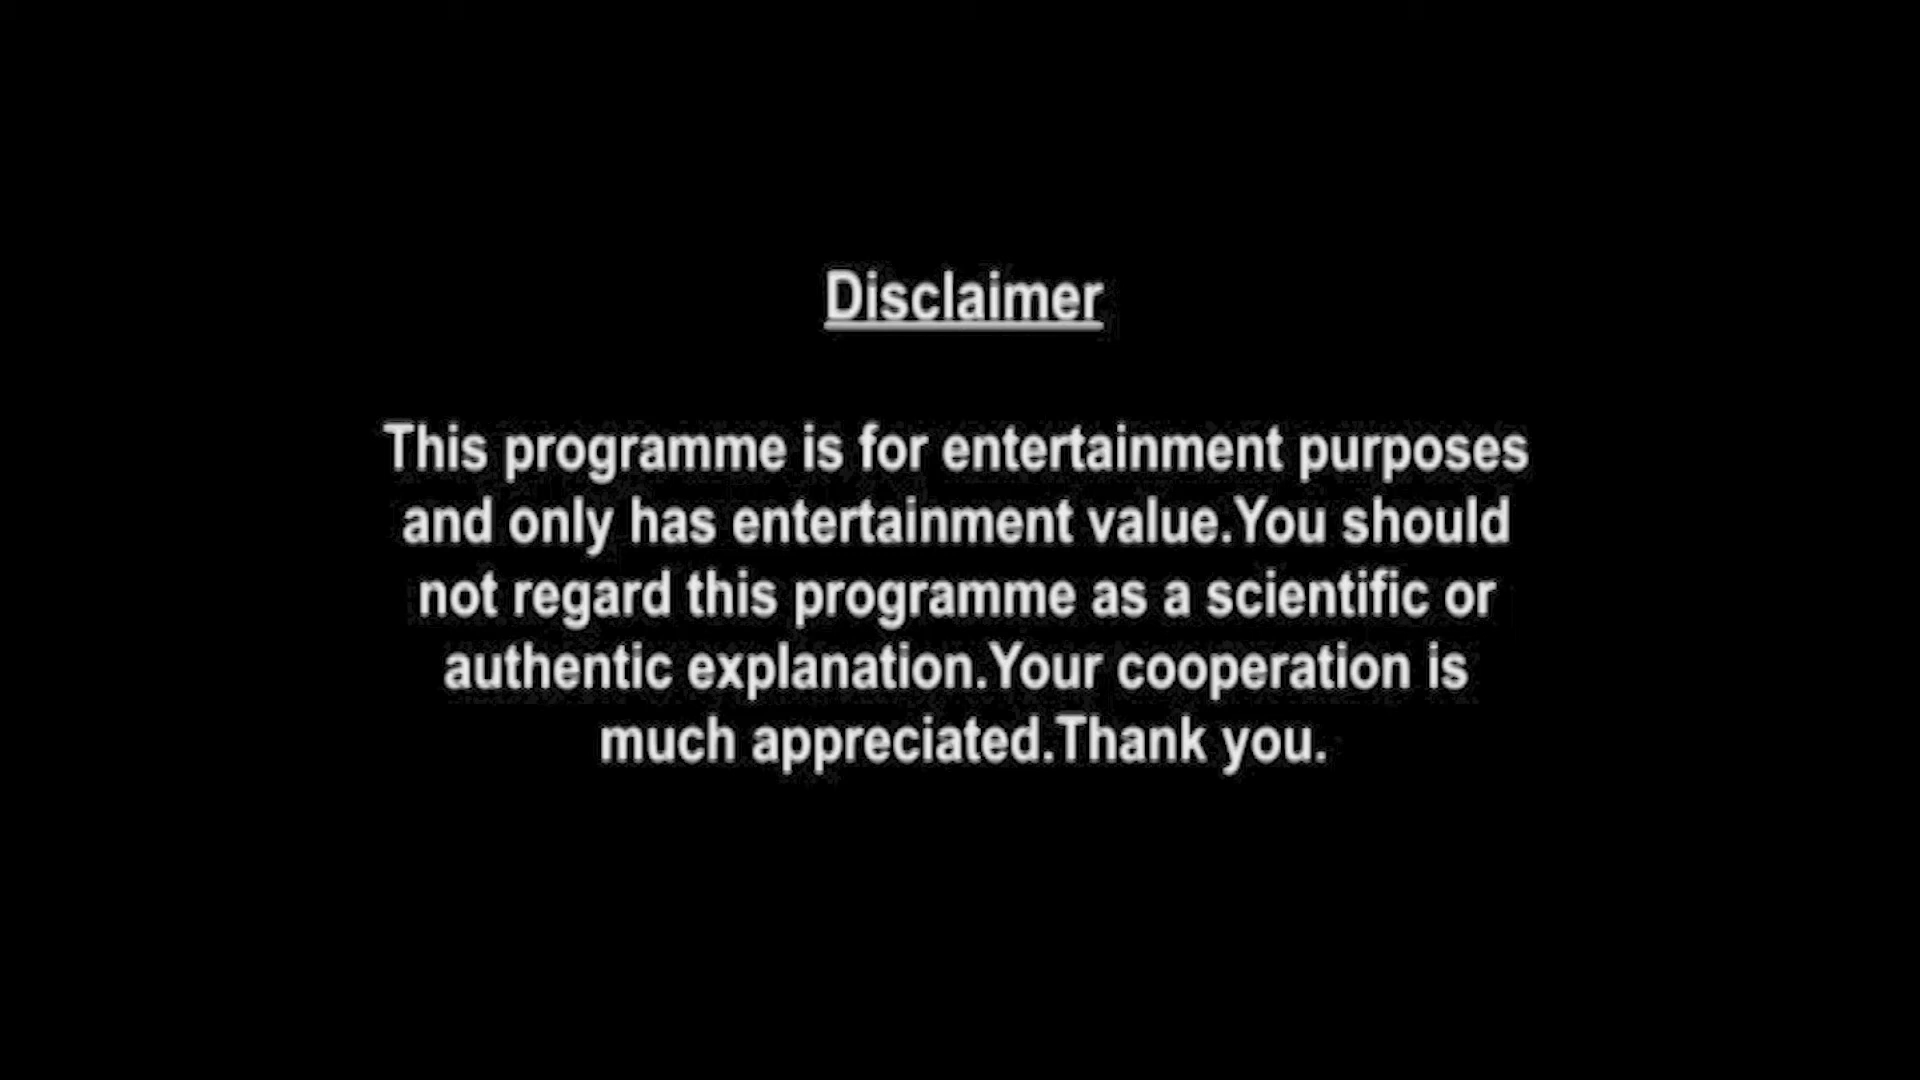 Disclaimer
This programme is for entertainment purposes
and only has entertainment value.You should
not regard this programme as a scientific or
authentic explanation.Your cooperation is
much appreciated.Thank you.